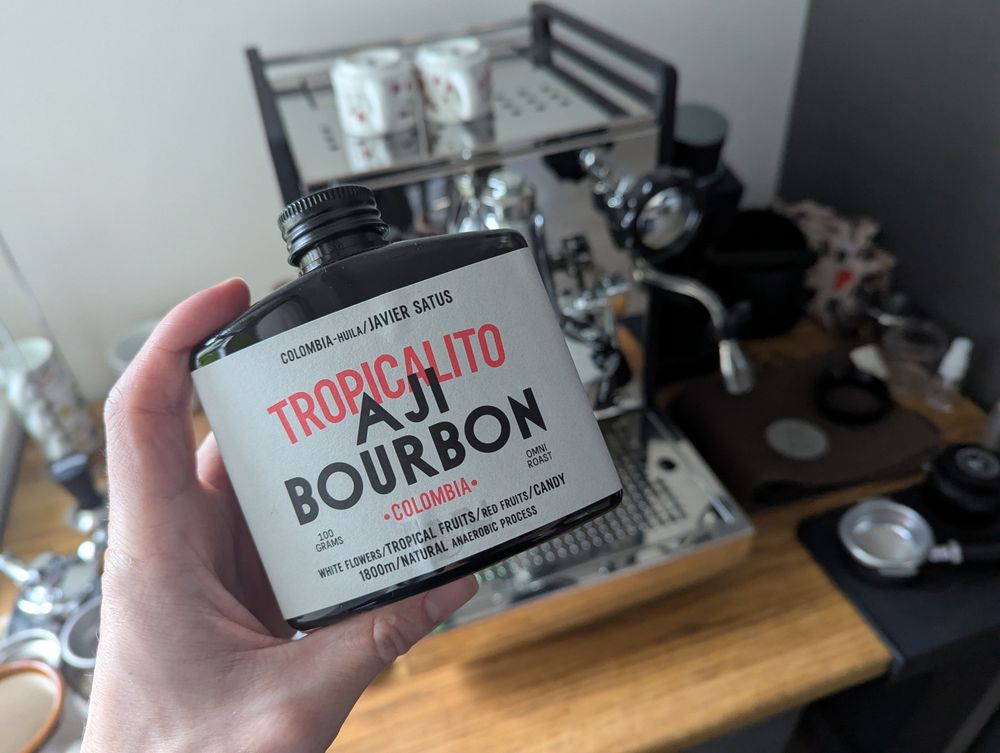 COLOMBIA-HUILA/JAVIER SATUS
TROPICALITO
AJI
BOURBON
OMNI
ROAST
•COLOMBIA•
100
GRAMS
WHITE FLOWERS/TROPICAL FRUITS/RED FRUITS/CANDY
1800m/NATURAL ANAEROBIC PROCESS